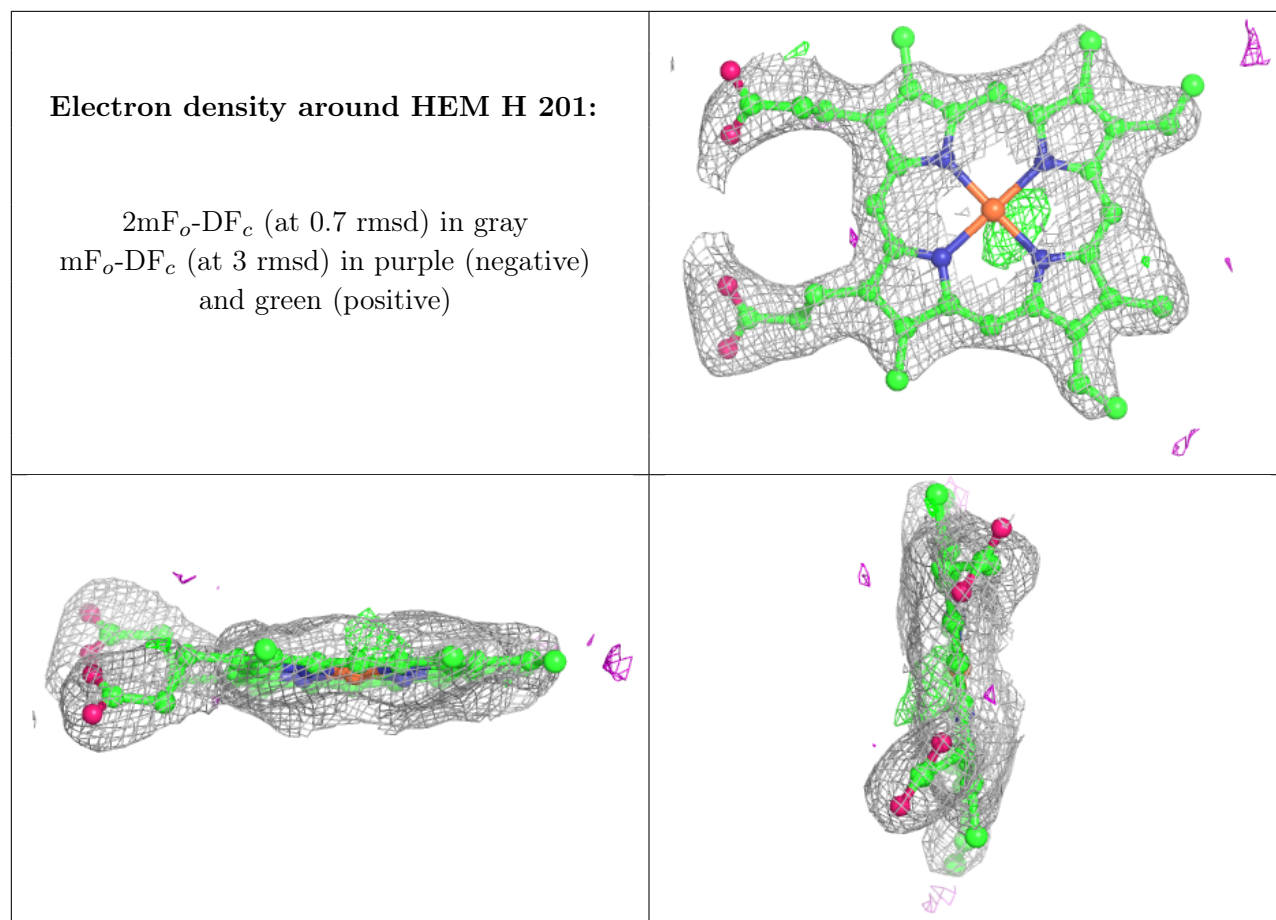 Electron density around HEM H 201:
2mFo-DFc (at 0.7 rmsd) in gray
mFo-DFc (at 3 rmsd) in purple (negative)
and green (positive)